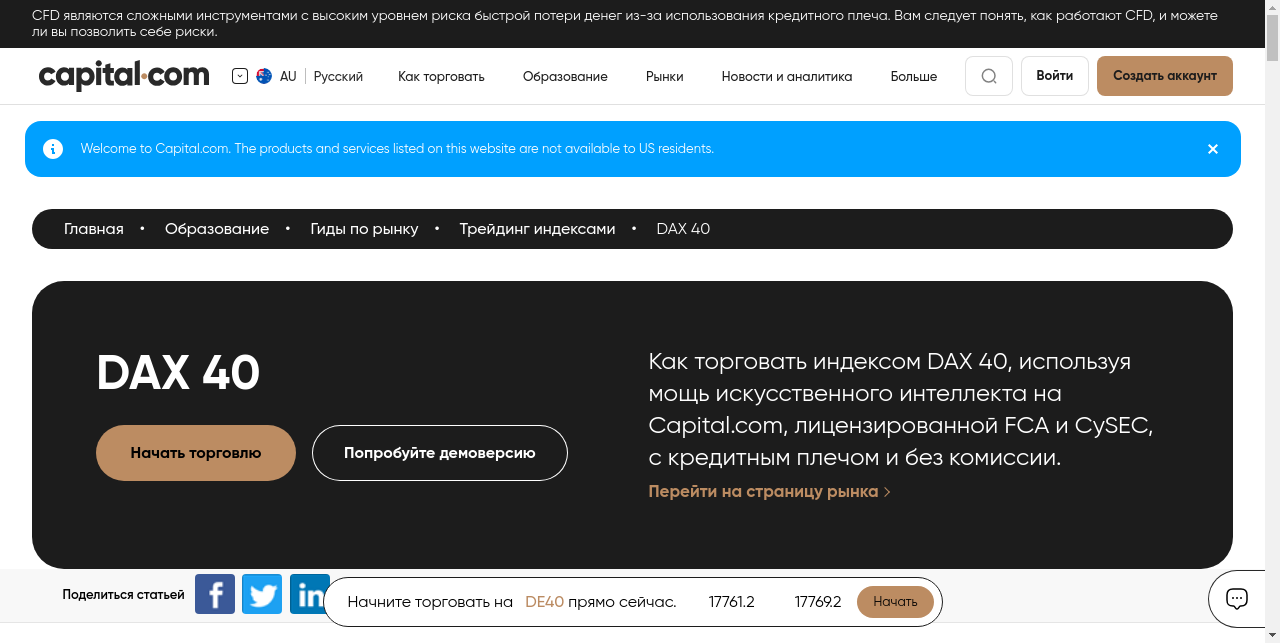 CFD являются сложными инструментами с высоким уровнем риска быстрой потери денег из-за использования кредитного плеча. Вам следует понять, как работают CFD, и можете
ли вы позволить себе риски.
capital.com AU Русский Как торговать Образование Рынки Новости и аналитика Больше Войти Создать аккаунт
Welcome to Capital.com. The products and services listed on this website are not available to US residents.
Главная • Образование • Гиды по рынку • Трейдинг индексами • DAX 40
DAX 40
Начать торговлю Попробуйте демоверсию
Как торговать индексом DAX 40, используя
мощь искусственного интеллекта на
Capital.com, лицензированной FCA и CySEC,
с кредитным плечом и без комиссии.
Перейти на страницу рынка
Поделиться статьей
Начните торговать на DE40 прямо сейчас. 17761.2 17769.2 Начать